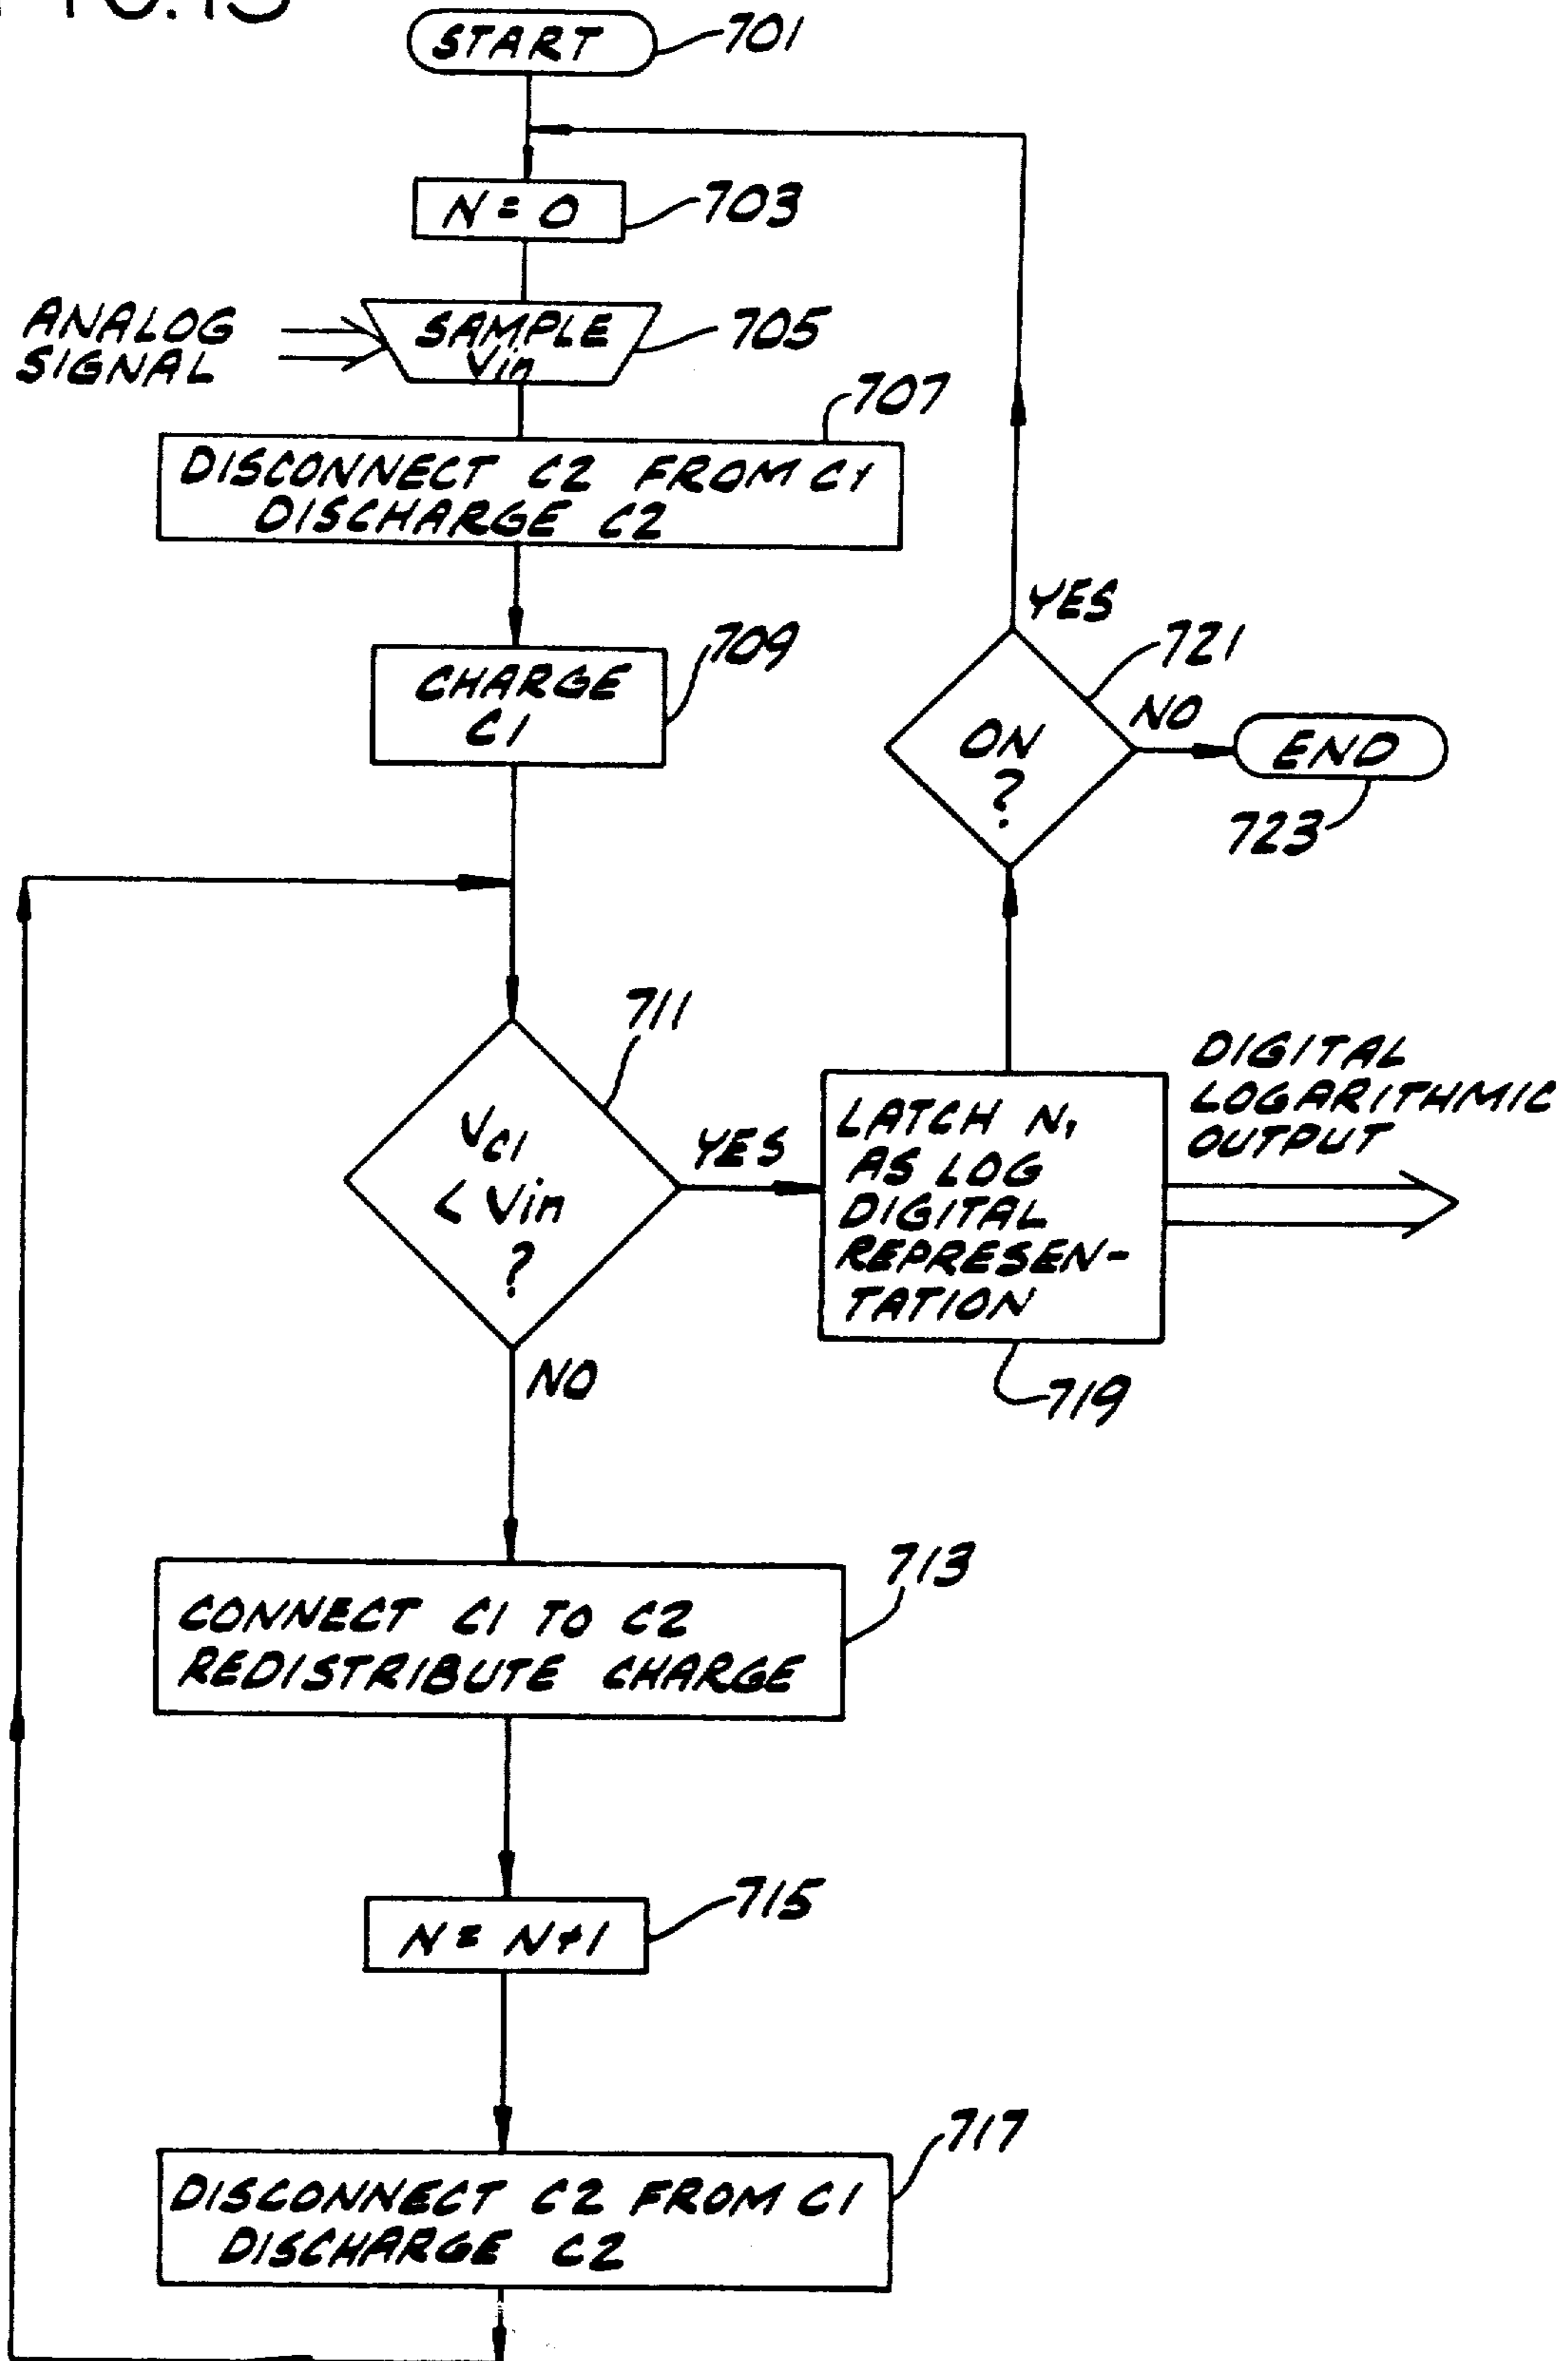 FIG.13
START
701
N = 0
703
ANALOG
SIGNAL
SAMPLE
Vin
705
707
DISCONNECT C2 FROM C1
DISCHARGE C2
CHARGE
C1
709
YES
721
ON
?
NO
END
723
711
VC1
< Vin
?
YES
LATCH N,
AS LOG
DIGITAL
REPRESEN-
TATION
DIGITAL
LOGARITHMIC
OUTPUT
719
NO
713
CONNECT C1 TO C2
REDISTRIBUTE CHARGE
N = N+1
715
717
DISCONNECT C2 FROM C1
DISCHARGE C2